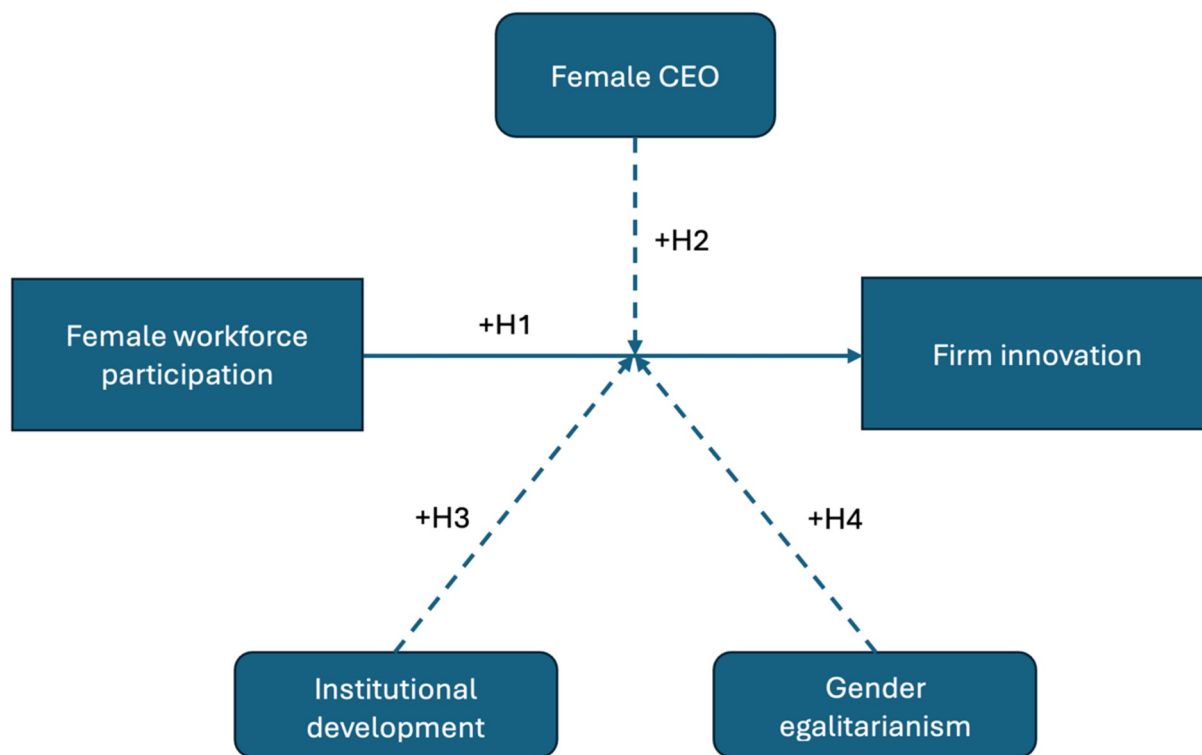 Female CEO
+H2
+H1
Female workforce
participation
Firm innovation
+H3
+H4
Institutional
development
Gender
egalitarianism